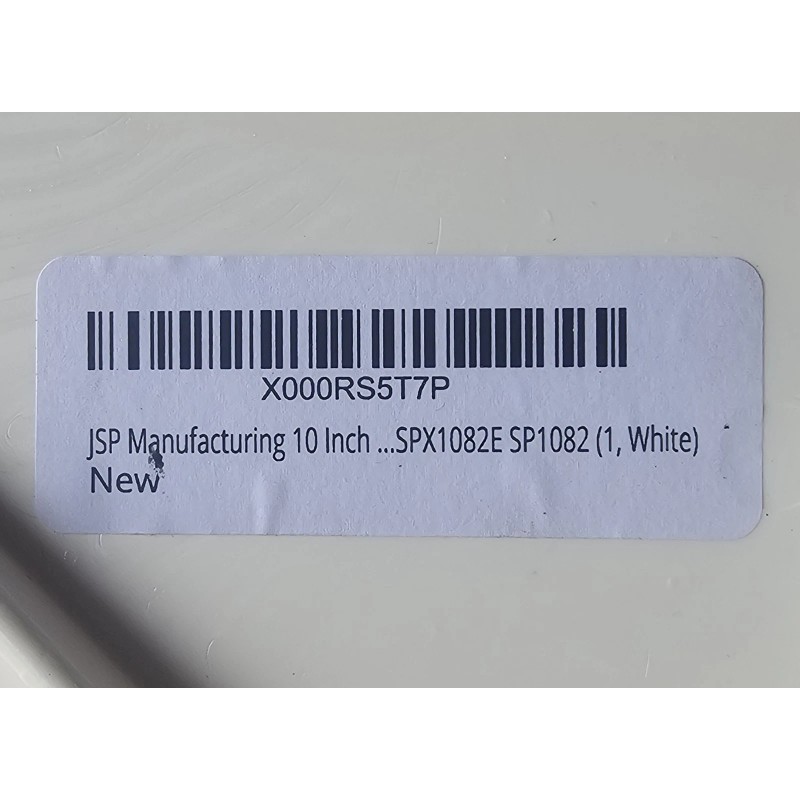 X000RS5T7P
JSP Manufacturing 10 Inch ...SPX1082E SP1082 (1, White)
New